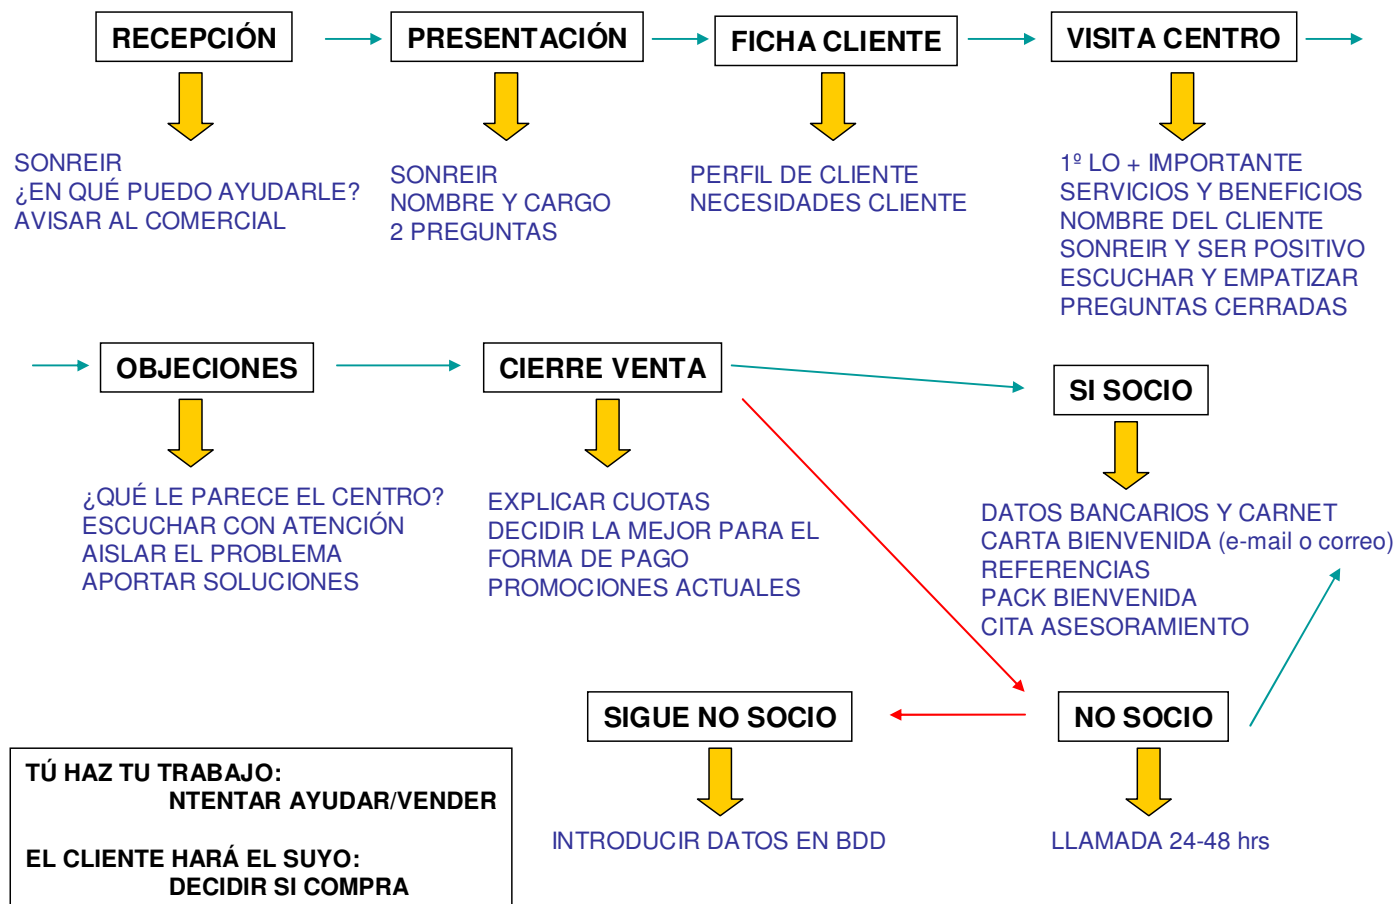 RECEPCIÓN
PRESENTACIÓN
FICHA CLIENTE
VISITA CENTRO
SONREIR
¿EN QUÉ PUEDO AYUDARLE?
AVISAR AL COMERCIAL
SONREIR
NOMBRE Y CARGO
2 PREGUNTAS
PERFIL DE CLIENTE
NECESIDADES CLIENTE
1º LO + IMPORTANTE
SERVICIOS Y BENEFICIOS
NOMBRE DEL CLIENTE
SONREIR Y SER POSITIVO
ESCUCHAR Y EMPATIZAR
PREGUNTAS CERRADAS
OBJECIONES
CIERRE VENTA
SI SOCIO
¿QUÉ LE PARECE EL CENTRO?
ESCUCHAR CON ATENCIÓN
AISLAR EL PROBLEMA
APORTAR SOLUCIONES
EXPLICAR CUOTAS
DECIDIR LA MEJOR PARA EL
FORMA DE PAGO
PROMOCIONES ACTUALES
DATOS BANCARIOS Y CARNET
CARTA BIENVENIDA (e-mail o correo)
REFERENCIAS
PACK BIENVENIDA
CITA ASESORAMIENTO
SIGUE NO SOCIO
NO SOCIO
INTRODUCIR DATOS EN BDD
LLAMADA 24-48 hrs
TÚ HAZ TU TRABAJO:
NTENTAR AYUDAR/VENDER
EL CLIENTE HARÁ EL SUYO:
DECIDIR SI COMPRA